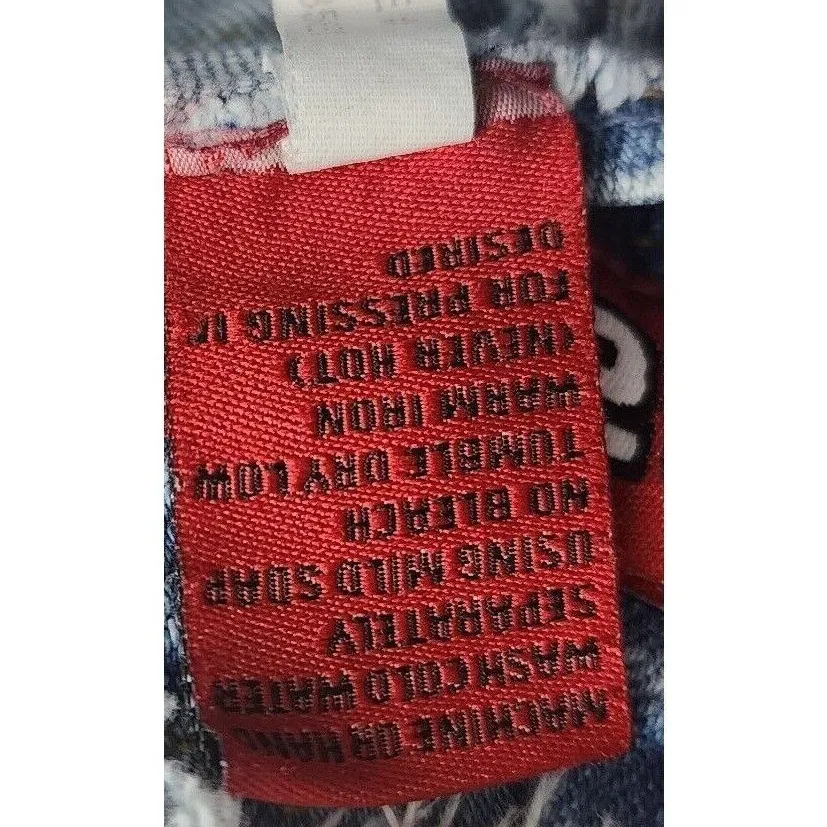 MACHINE OR HAND
WASH COLD WATER
SEPARATELY
USING MILD SOAP
NO BLEACH
TUMBLE DRY LOW
WARM IRON
(NEVER HOT)
FOR PRESSING IF
DESIRED